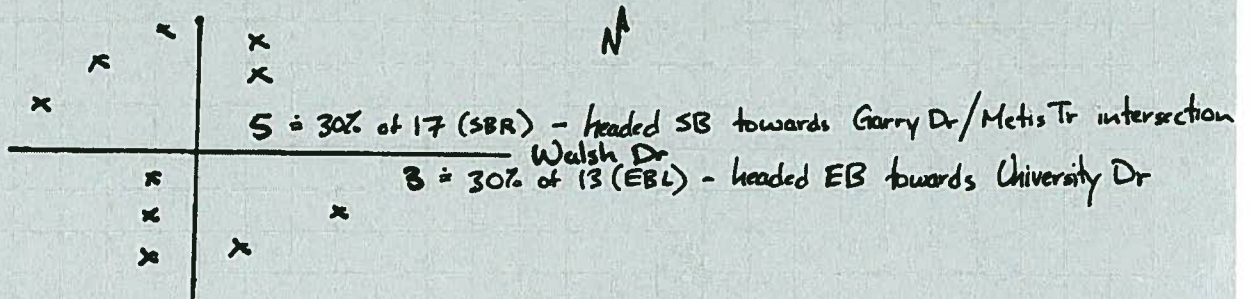 N
5 ≐ 30% of 17 (SBR) - headed SB towards Garry Dr/Metis Tr intersection
Walsh Dr
3 ≐ 30% of 13 (EBL) - headed EB towards University Dr